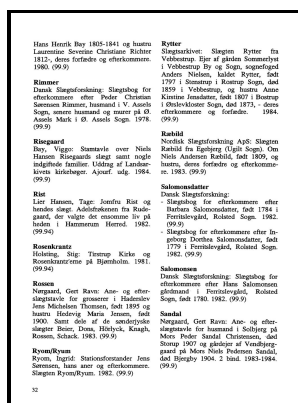 Hans Henrik Bay 1805-1841 og hustru
Laurentine Severine Christiane Richter
1812-, deres forfædre og efterkommere.
1980. (99.9)
Rimmer
Dansk Slægtsforskning: Slægtsbog for
efterkommere efter Peder Christian
Sørensen Rimmer, husmand i V. Assels
Sogn, senere husmand og murer på Ø.
Assels Mark i Ø. Assels Sogn. 1978.
(99.9)
Risegaard
Bay, Viggo: Stamtavle over Niels
Hansen Risegaards slægt samt nogle
indgiftede familier. Uddrag af Landsar-
kivets kirkebøger. Ajourf. udg. 1984.
(99.9)
Rist
Lier Hansen, Tage: Jomfru Rist og
hendes slægt. Adelsfrøkenen fra Rude-
gaard, der valgte det ensomme liv på
heden i Hammerum Herred. 1982.
(99.94)
Rosenkrantz
Holsting, Stig: Tirstrup Kirke og
Rosenkrantz'erne på Bjørnholm. 1981.
(99.94)
Rossen
Nørgaard, Gert Ravn: Ane- og efter-
slægtstavle for grosserer i Haderslev
Jens Michelsen Thomsen, født 1895 og
hustru Hedevig Maria Jensen, født
1900. Samt dele af de sønderjyske
slægter Beier, Dons, Hörlyck, Knagh,
Rossen, Schack. 1983. (99.9)
Ryom/Ryum
Ryom, Ingrid: Stationsforstander Jens
Sørensen, hans aner og efterkommere.
Slægten Ryom/Ryum. 1982. (99.9)
Rytter
Slægtsarkivet: Slægten Rytter fra
Vebbestrup. Ejer af gården Sommerlyst
i Vebbestrup By og Sogn, sognefoged
Anders Nielsen, kaldet Rytter, født
1797 i Stenstrup i Rostrup Sogn, død
1859 i Vebbestrup, og hustru Anne
Kirstine Jensdatter, født 1807 i Bostrup
i Øslevkloster Sogn, død 1873, - deres
efterkommere og forfædre. 1984.
(99.9)
Ræbild
Nordisk Slægtsforskning ApS: Slægten
Ræbild fra Egebjerg (Ugilt Sogn). Om
Niels Andersen Ræbild, født 1809, og
hustru, deres forfædre og efterkomme-
re. 1983. (99.9)
Salomonsdatter
Dansk Slægtsforskning:
- Slægtsbog for efterkommere efter
Barbara Salomonsdatter, født 1784 i
Ferritslevgård, Rolsted Sogn. 1982.
(99.9)
- Slægtsbog for efterkommere efter In-
geborg Dorthea Salomonsdatter, født
1779 i Ferritslevgård, Rolsted Sogn.
1982. (99.9)
Salomonsen
Dansk Slægtsforskning: Slægtsbog for
efterkommere efter Hans Salomonsen
gårdmand i Ferritslevgård, Rolsted
Sogn, født 1780. 1982. (99.9)
Sandal
Nørgaard, Gert Ravn: Ane- og efter-
slægtstavle for husmand i Solbjerg på
Mors Peder Sandal Christensen, død
Storup 1907 og gårdejer af Vendbjerg-
gaard på Mors Niels Pedersen Sandal,
død Bjergby 1904. 2 bind. 1983-1984.
(99.9)
32